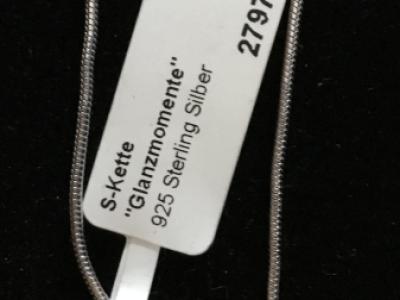 S-Kette
"Glanzmomente"
925 Sterling Silber
2797